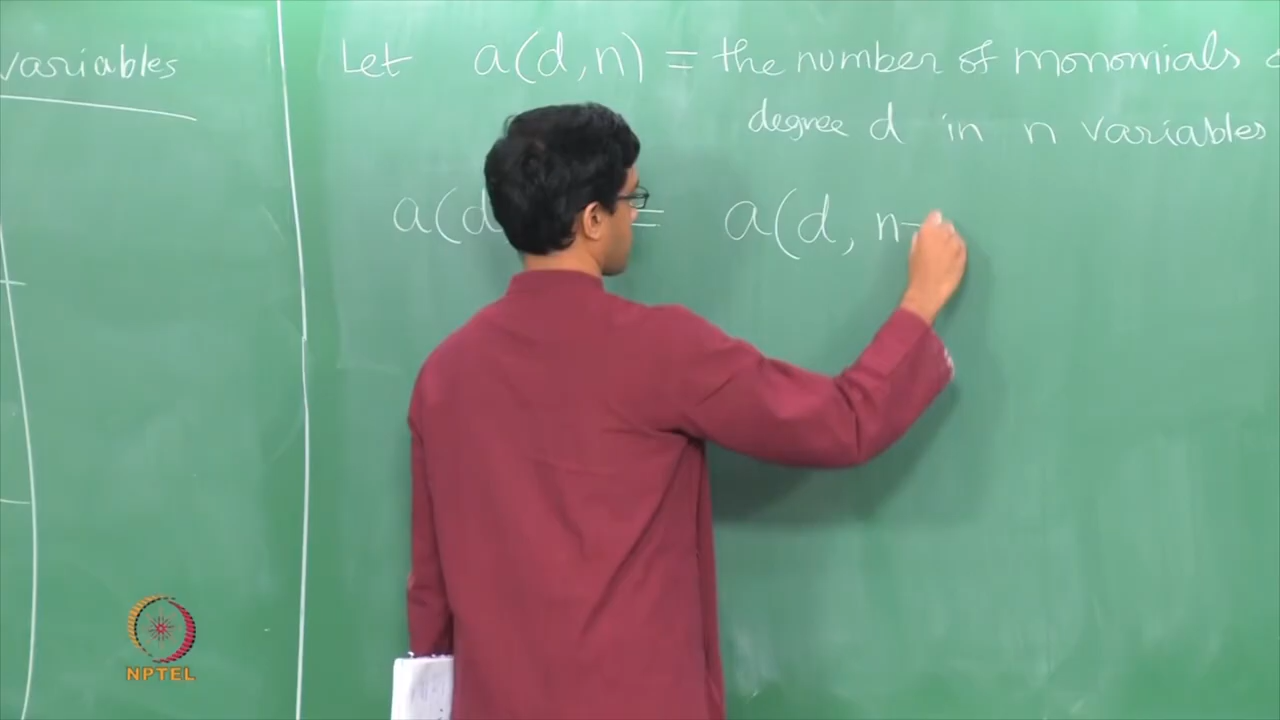 variables
Let a(d,n) = the number of monomials
degree d in n variables
a(d = a(d, n-
NPTEL